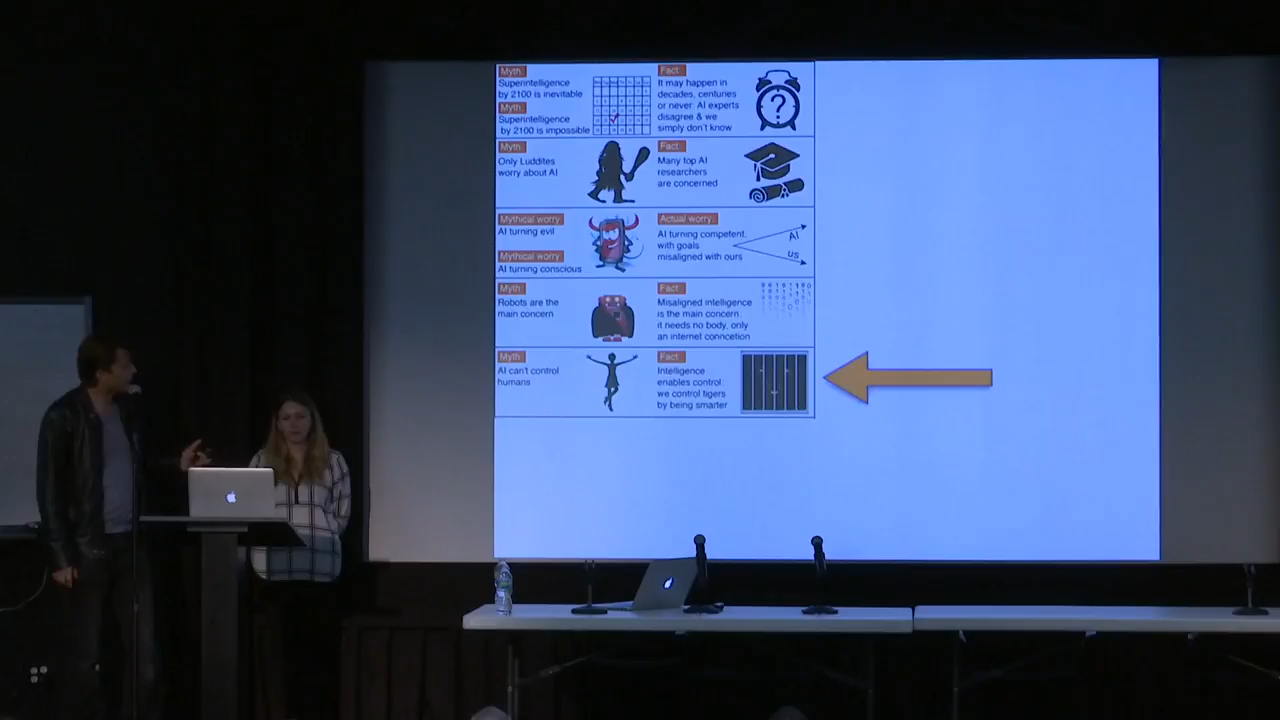 Myth:
Superintelligence
by 2100 is inevitable
Myth:
Superintelligence
by 2100 is impossible
Fact:
It may happen in
decades, centuries
or never: AI experts
disagree & we
simply don't know
?
Myth:
Only Luddites
worry about AI
Fact:
Many top AI
researchers
are concerned
Mythical worry:
AI turning evil
Mythical worry:
AI turning conscious
Actual worry:
AI turning competent,
with goals
misaligned with ours
AI
us
Myth:
Robots are the
main concern
Fact:
Misaligned intelligence
is the main concern:
it needs no body, only
an internet conncetion
Myth:
AI can't control
humans
Fact:
Intelligence
enables control:
we control tigers
by being smarter